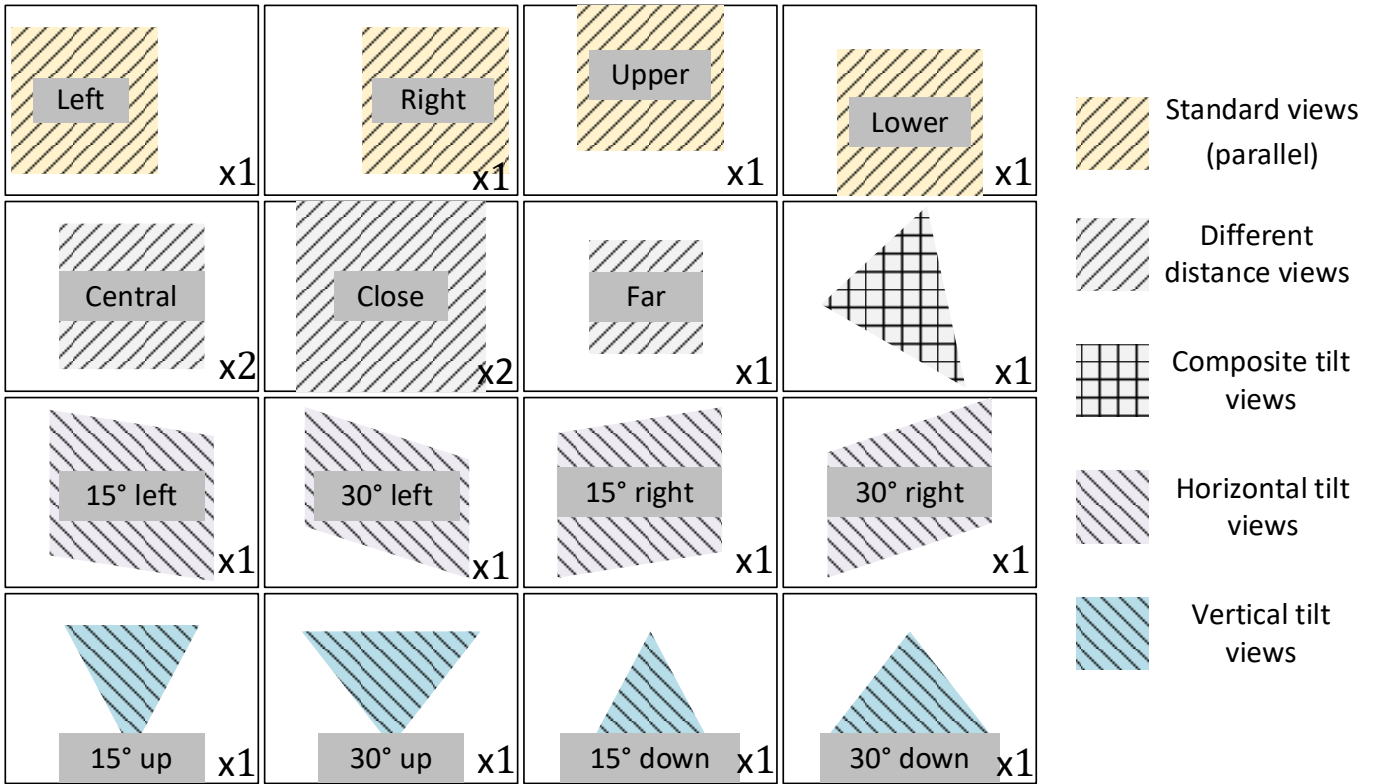 Left
x1
Right
x1
Upper
x1
Lower
x1
Central
x2
Close
x2
Far
x1
x1
15° left
x1
30° left
x1
15° right
x1
30° right
x1
15° up
x1
30° up
x1
15° down
x1
30° down
x1
Standard views
(parallel)
Different
distance views
Composite tilt
views
Horizontal tilt
views
Vertical tilt
views